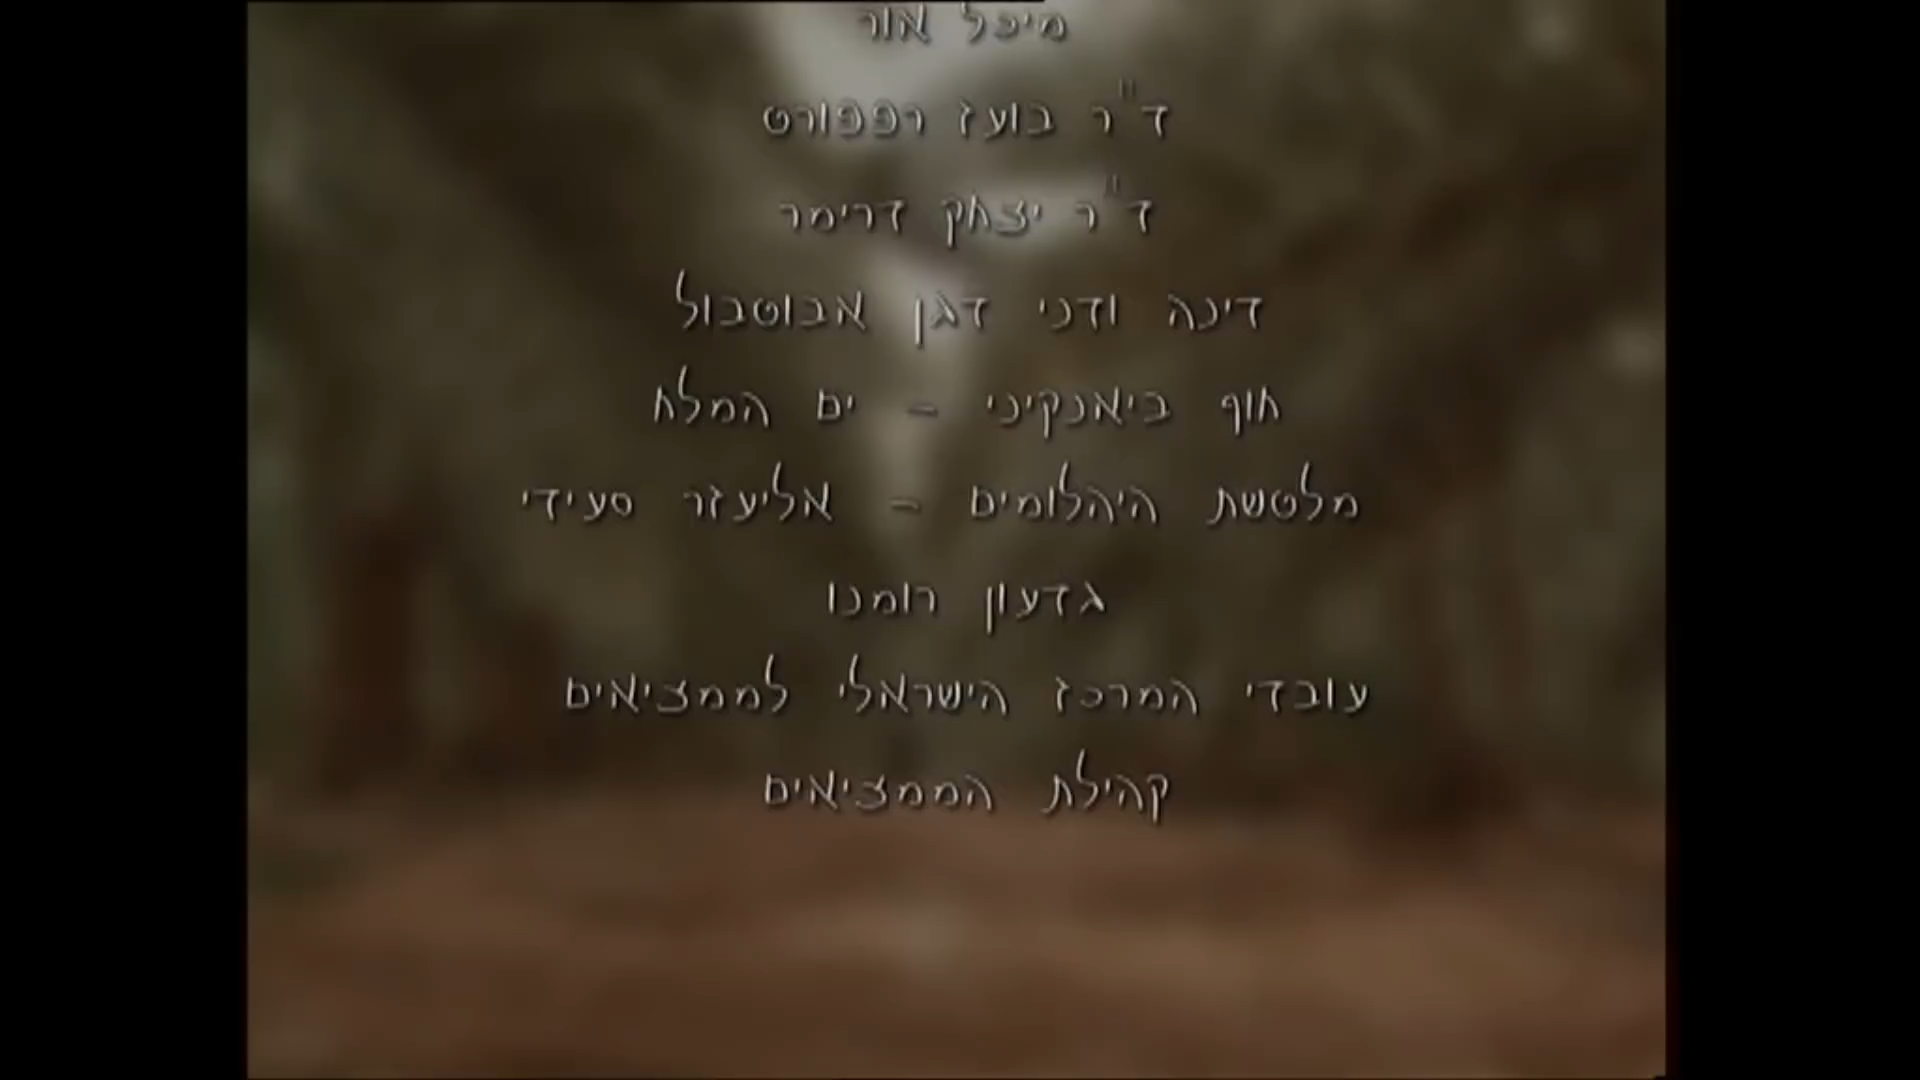 מיכל אור
ד"ר בועז רפפורט
ד"ר יצחק דרימר
דינה ודני דגן אבוטבול
חוף ביאנקיני - ים המלח
מלטשת היהלומים - אליעזר סעידי
גדעון רומנו
עובדי המרכז הישראלי לממציאים
קהילת הממציאים